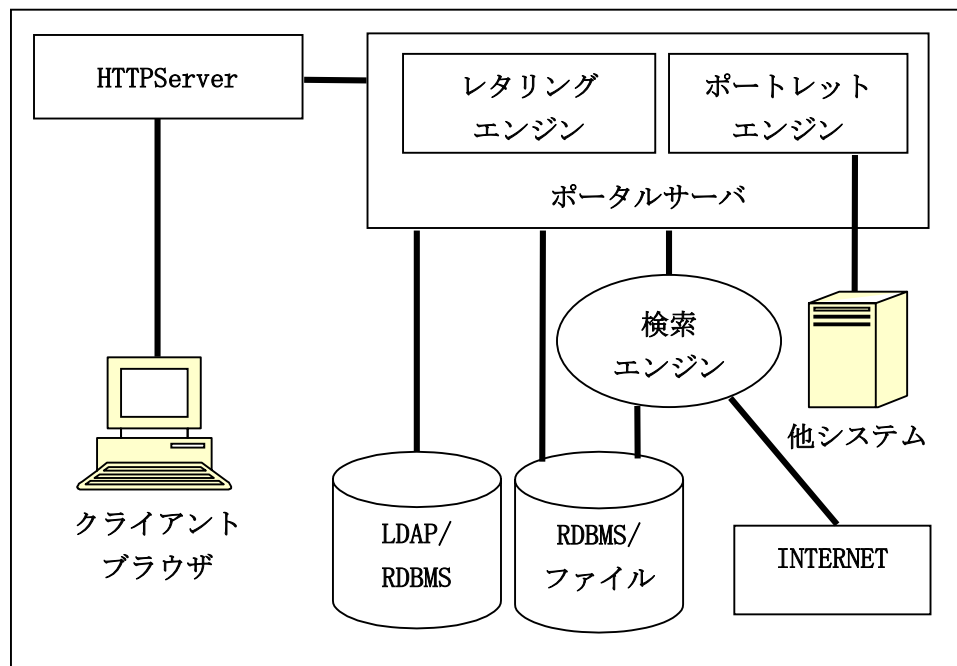 HTTPServer
レタリング
エンジン
ポートレット
エンジン
ポータルサーバ
検索
エンジン
他システム
クライアント
ブラウザ
LDAP/
RDBMS
RDBMS/
ファイル
INTERNET